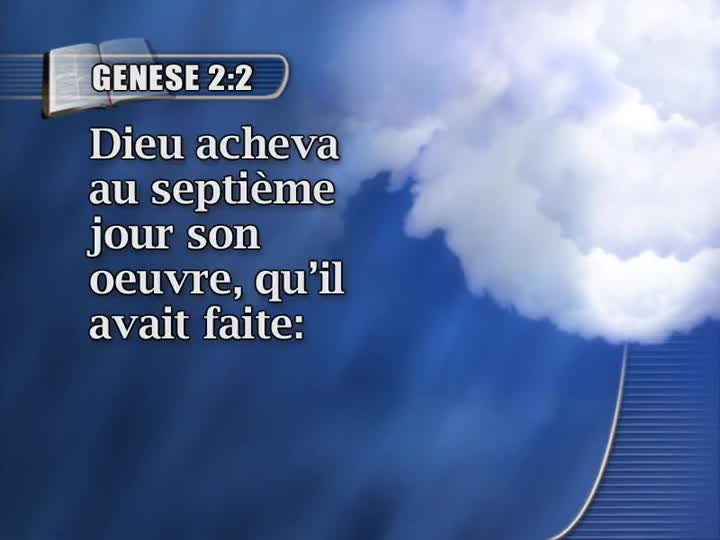 GENESE 2:2
Dieu acheva
au septième
jour son
oeuvre, qu’il
avait faite: